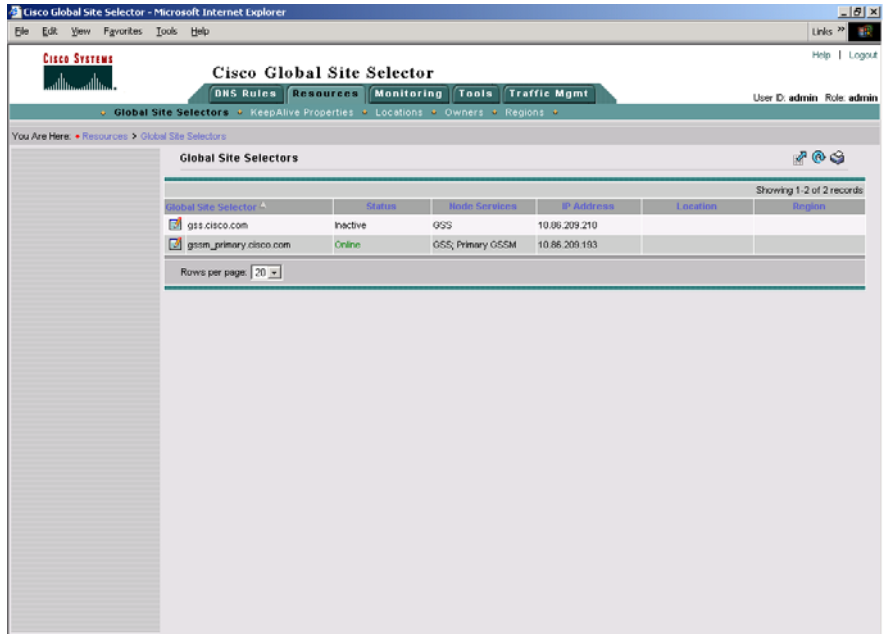 Cisco Global Site Selector - Microsoft Internet Explorer
File Edit View Favorites Tools Help Links »
CISCO SYSTEMS
Help | Logout
Cisco Global Site Selector
DNS Rules Resources Monitoring Tools Traffic Mgmt
User ID: admin Role: admin
Global Site Selectors KeepAlive Properties Locations Owners Regions
You Are Here: • Resources > Global Site Selectors
Global Site Selectors
Showing 1-2 of 2 records
Global Site Selector Status Node Services IP Address Location Region
gss.cisco.com Inactive GSS 10.86.209.210
gssm_primary.cisco.com Online GSS; Primary GSSM 10.86.209.193
Rows per page: 20